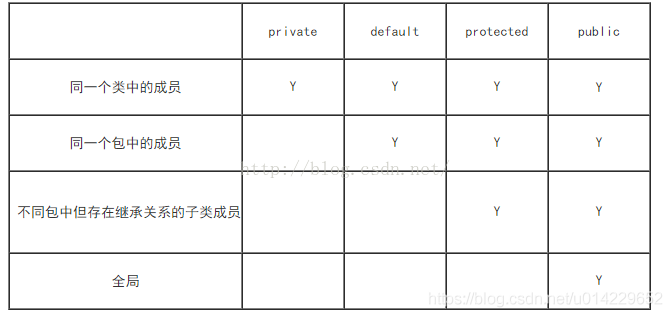 private default protected public
同一个类中的成员 Y Y Y Y
同一个包中的成员 Y Y Y
http://blog.csdn.net/
不同包中但存在继承关系的子类成员 Y Y
全局 Y
https://blog.csdn.net/u014229652